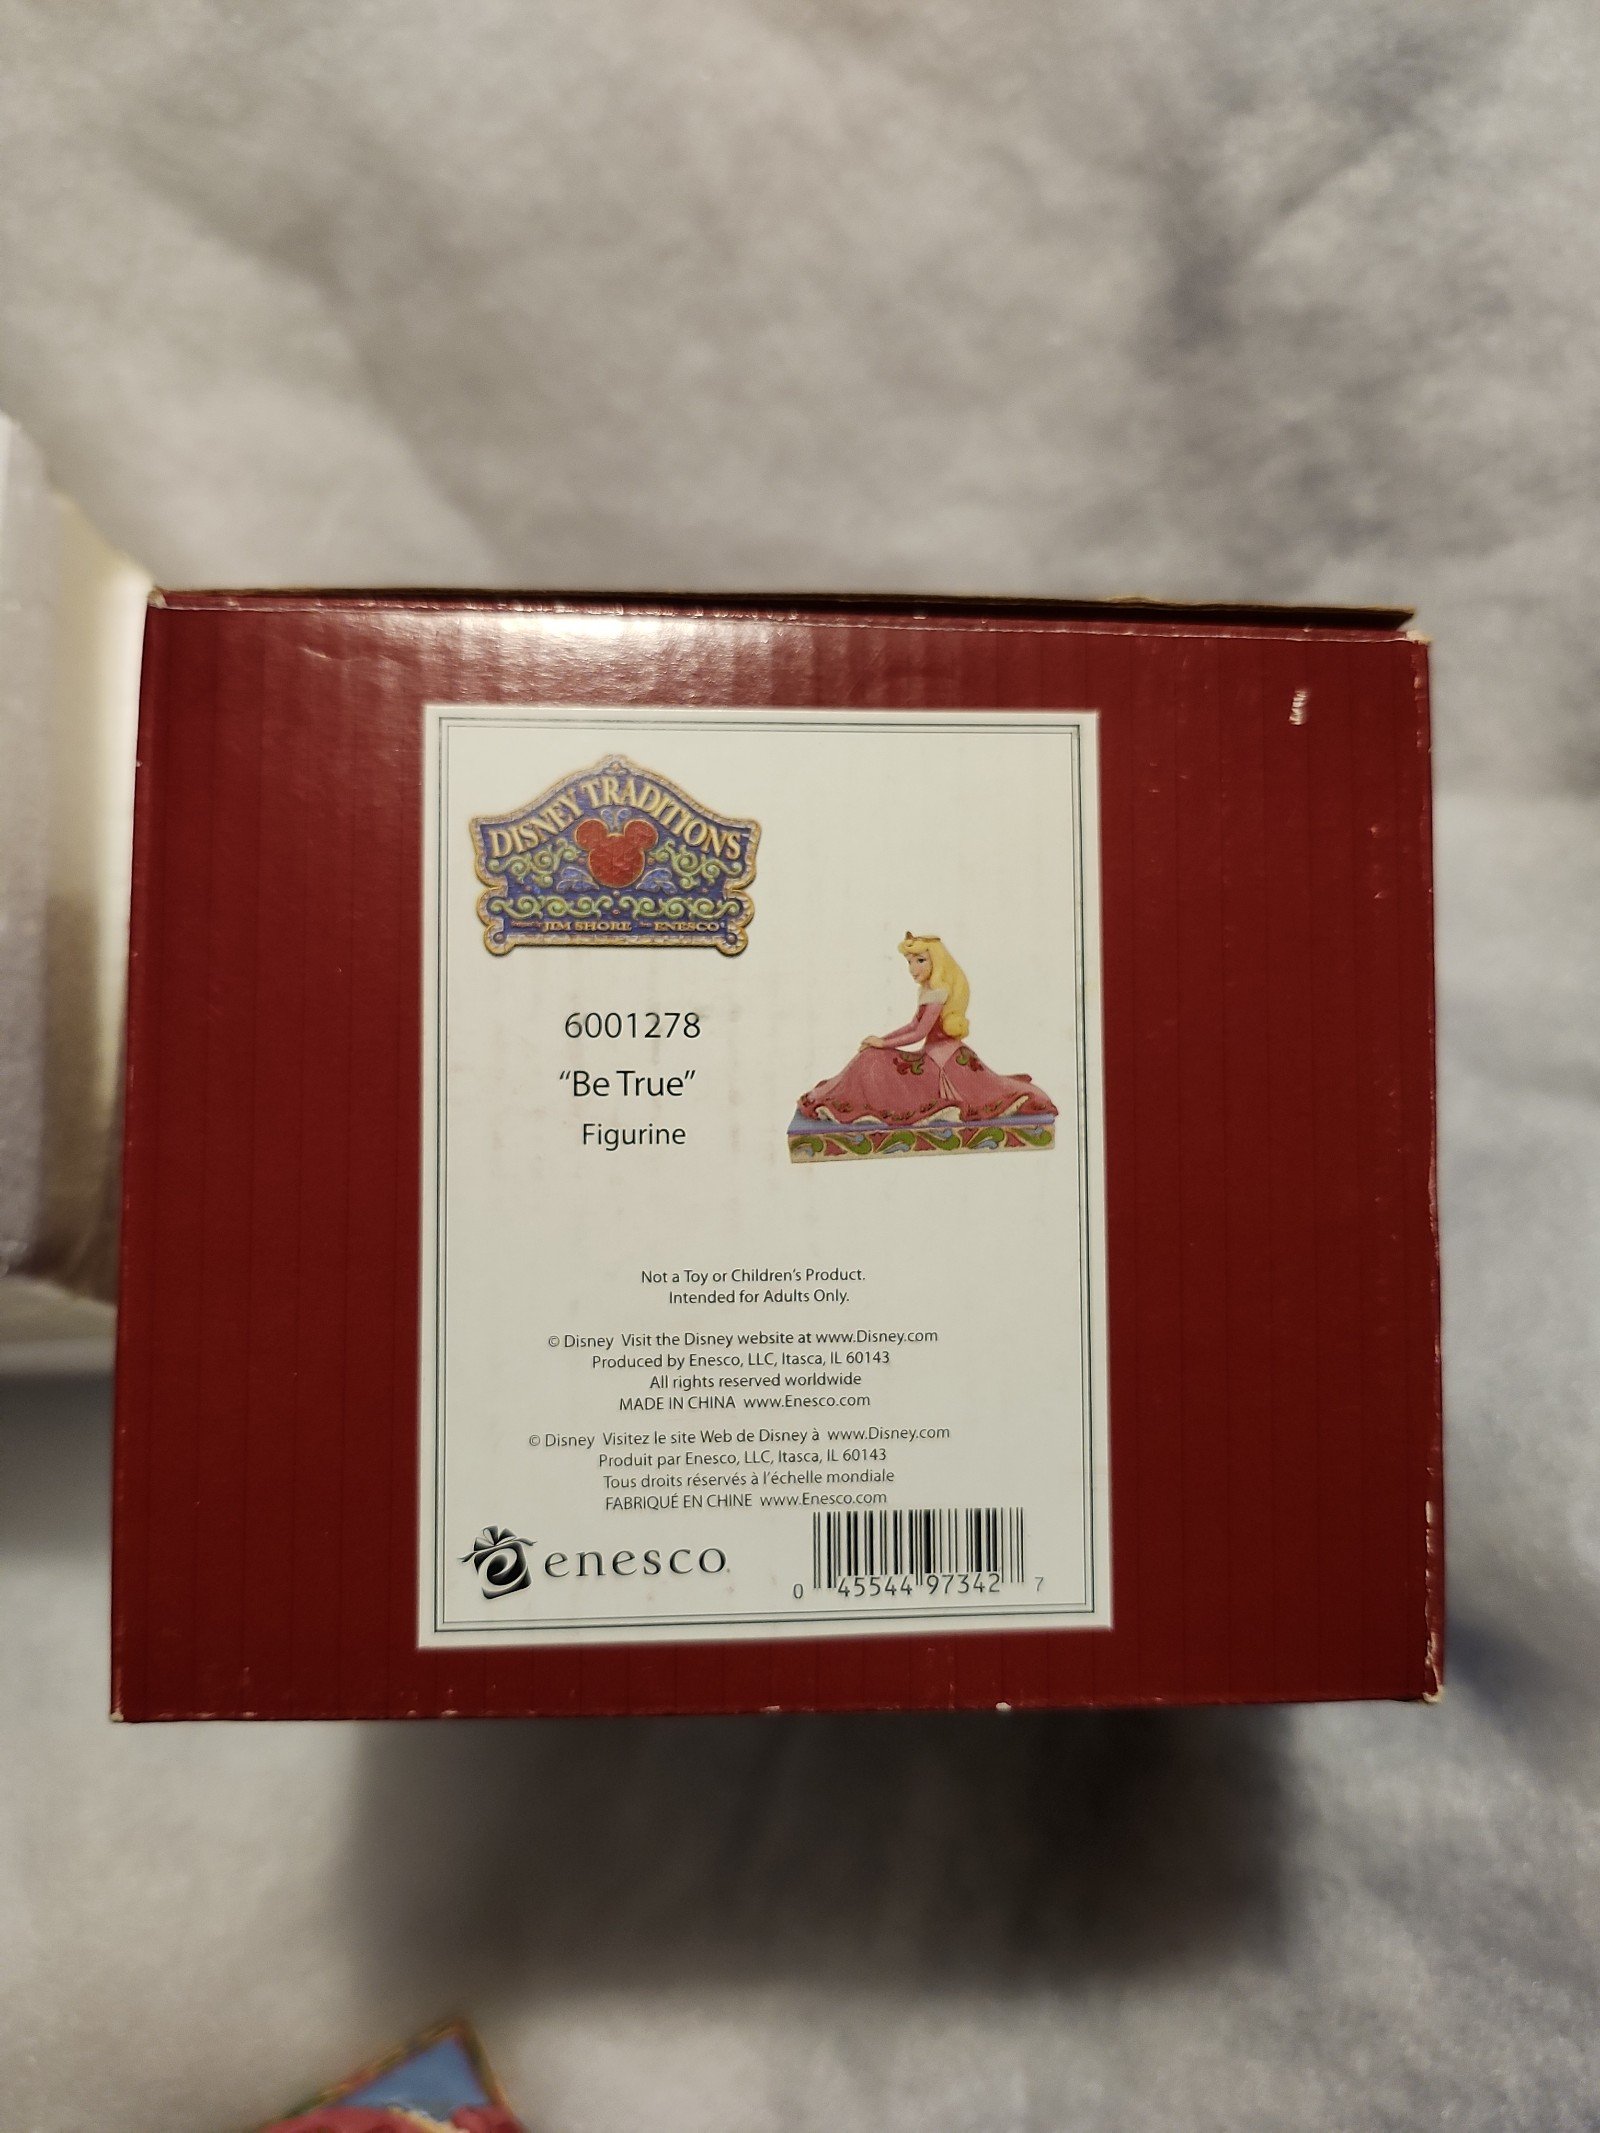 DISNEY TRADITIONS
JIM SHORE ENESCO
6001278
“Be True”
Figurine
Not a Toy or Children’s Product.
Intended for Adults Only.
© Disney Visit the Disney website at www.Disney.com
Produced by Enesco, LLC, Itasca, IL 60143
All rights reserved worldwide
MADE IN CHINA www.Enesco.com
© Disney Visitez le site Web de Disney à www.Disney.com
Produit par Enesco, LLC, Itasca, IL 60143
Tous droits réservés à l’échelle mondiale
FABRIQUÉ EN CHINE www.Enesco.com
enesco.
0 45544 97342 7